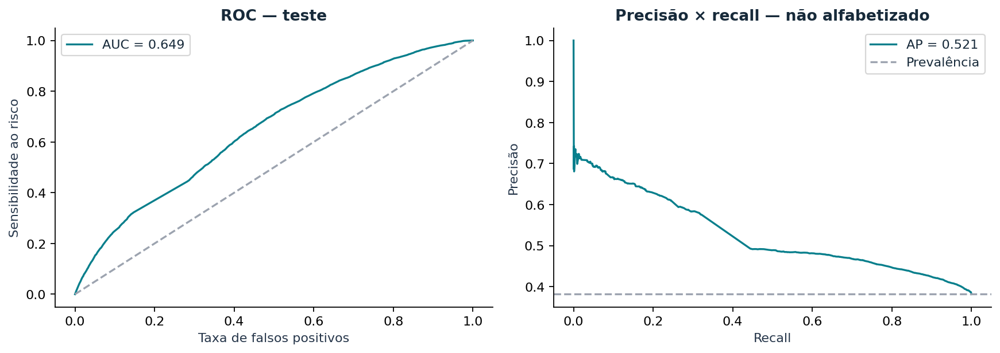 ROC — teste
AUC = 0.649
Sensibilidade ao risco
1.0
0.8
0.6
0.4
0.2
0.0
0.0 0.2 0.4 0.6 0.8 1.0
Taxa de falsos positivos
Precisão × recall — não alfabetizado
AP = 0.521
Prevalência
Precisão
1.0
0.9
0.8
0.7
0.6
0.5
0.4
0.0 0.2 0.4 0.6 0.8 1.0
Recall